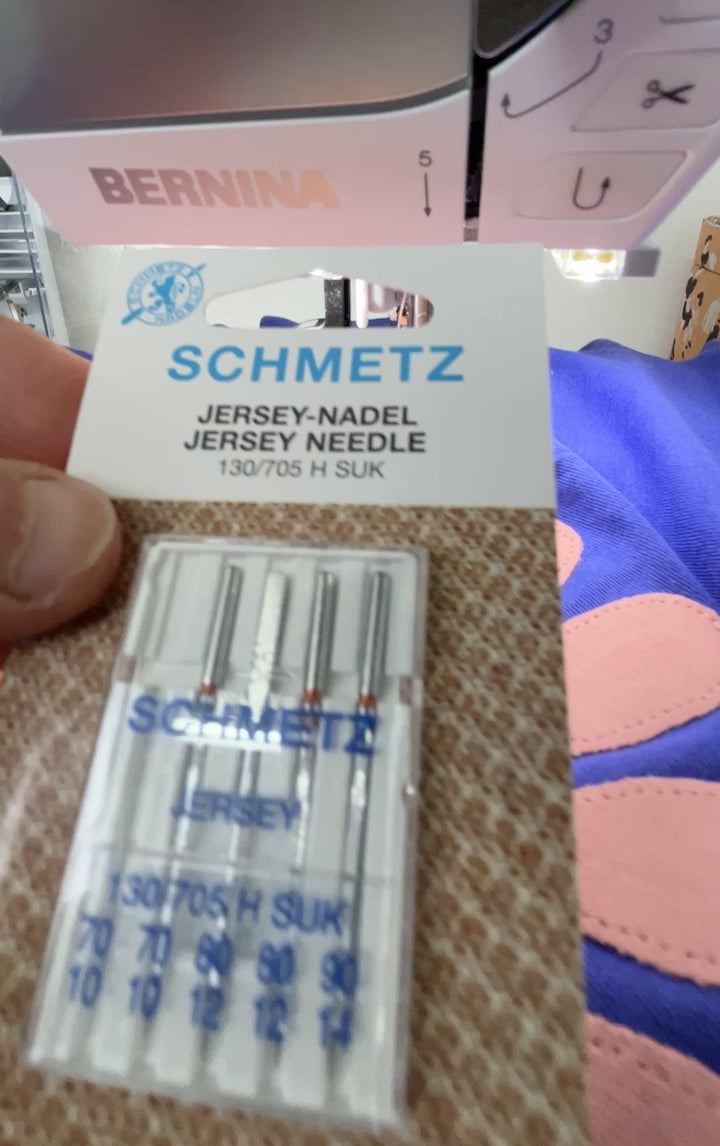 3
BERNINA
5
SCHMETZ
JERSEY-NADEL
JERSEY NEEDLE
130/705 H SUK
SCHMETZ
JERSEY
130/705 H SUK
70 70 80 80 90
10 10 12 12 14